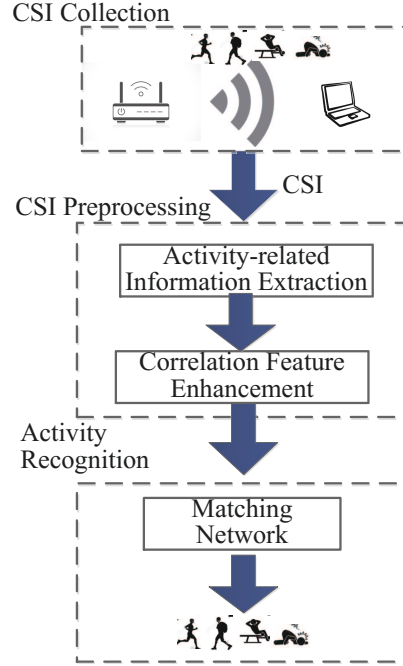 CSI Collection
CSI
CSI Preprocessing
Activity-related
Information Extraction
Correlation Feature
Enhancement
Activity
Recognition
Matching
Network